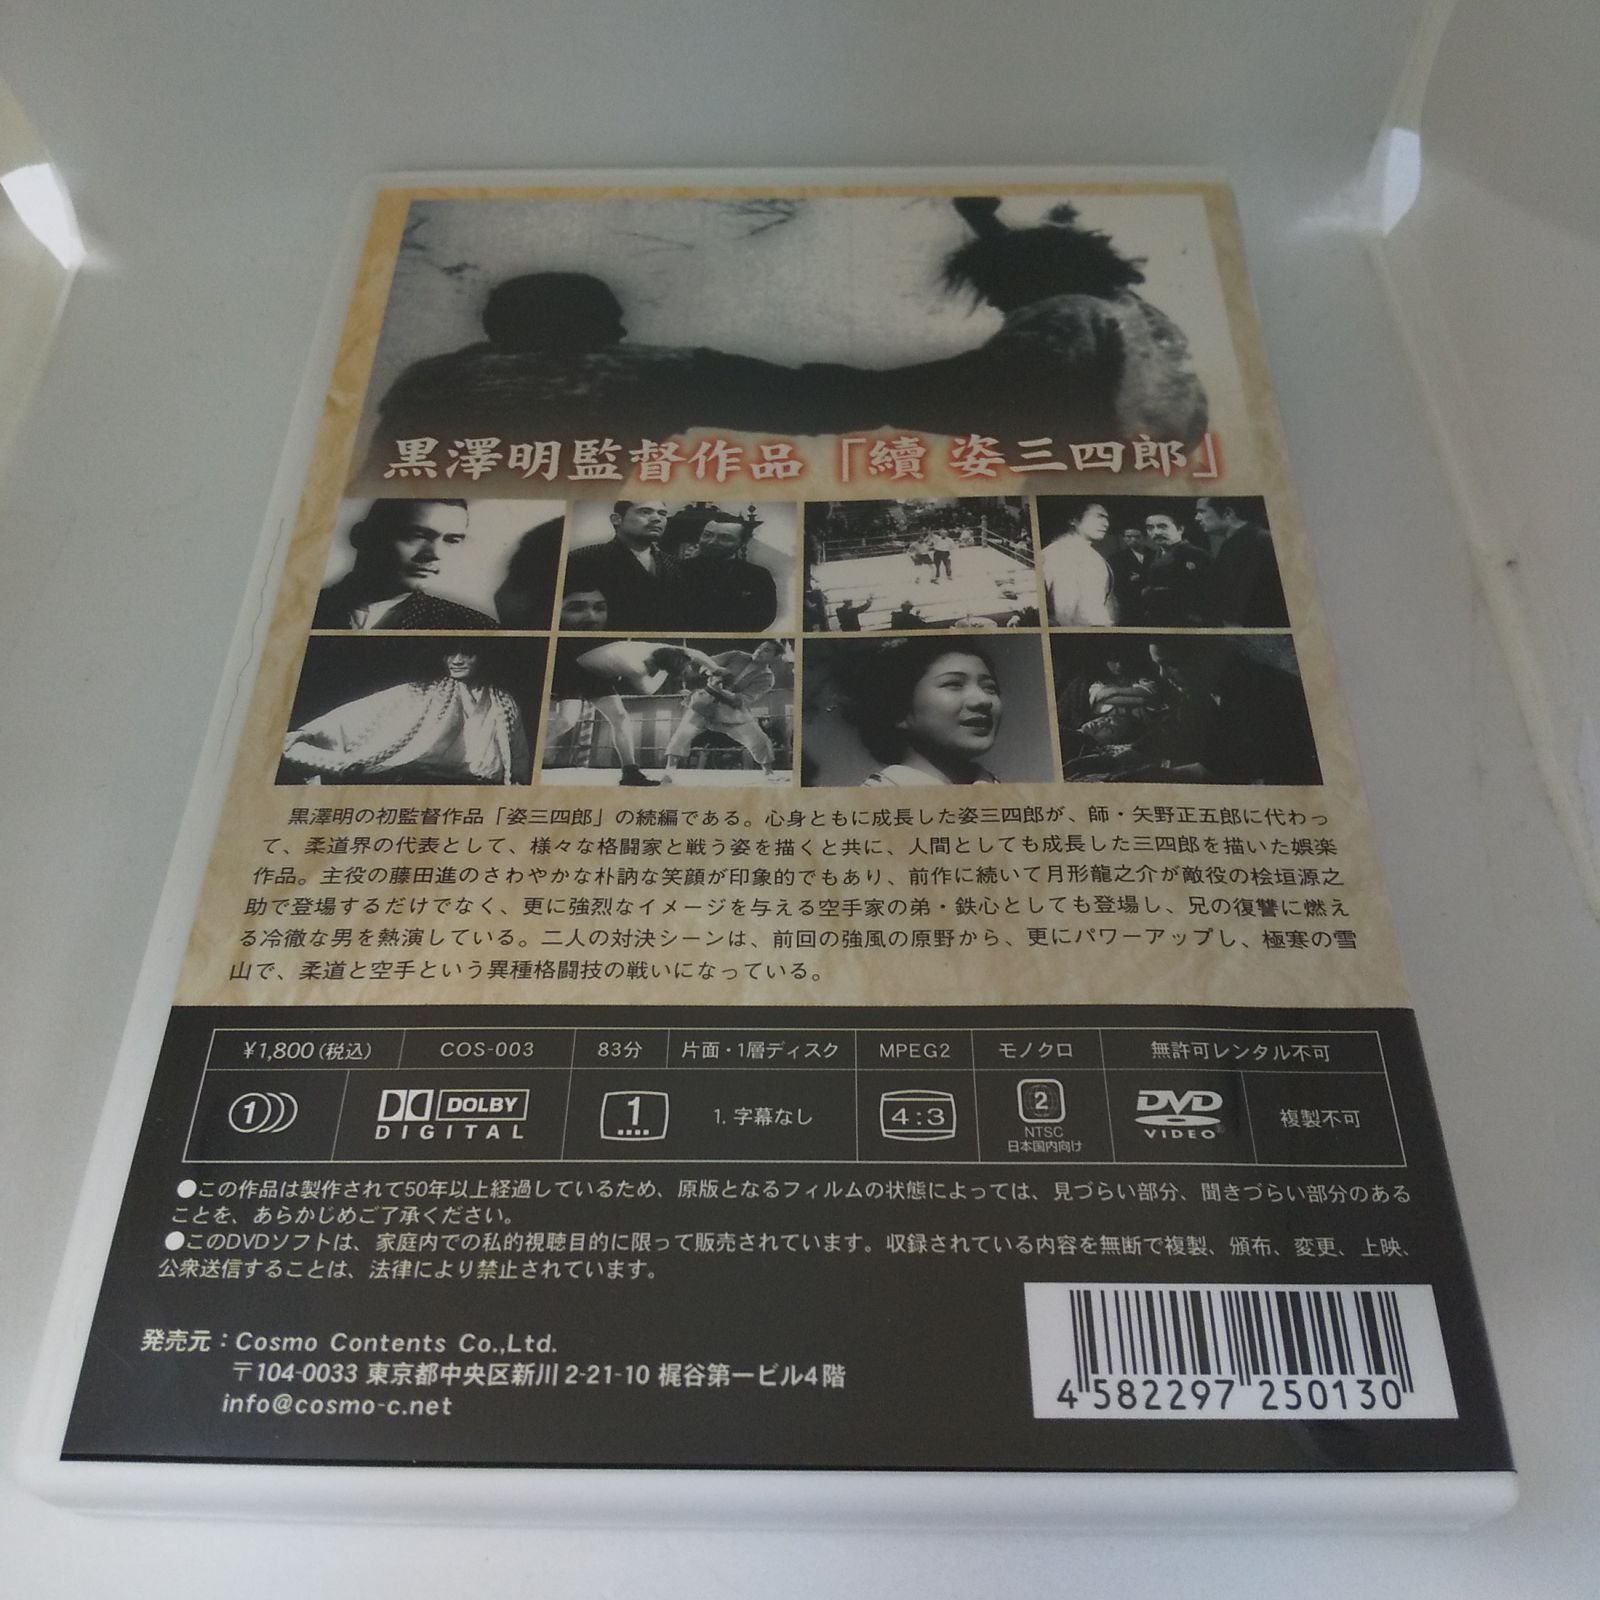 黒澤明監督作品「續 姿三四郎」
黒澤明の初監督作品「姿三四郎」の続編である。心身ともに成長した姿三四郎が、師・矢野正五郎に代わっ
て、柔道界の代表として、様々な格闘家と戦う姿を描くと共に、人間としても成長した三四郎を描いた娯楽
作品。主役の藤田進のさわやかな朴訥な笑顔が印象的でもあり、前作に続いて月形龍之介が敵役の桧垣源之
助で登場するだけでなく、更に強烈なイメージを与える空手家の弟・鉄心としても登場し、兄の復讐に燃え
る冷徹な男を熱演している。二人の対決シーンは、前回の強風の原野から、更にパワーアップし、極寒の雪
山で、柔道と空手という異種格闘技の戦いになっている。
¥1,800(税込) COS-003 83分 片面・1層ディスク MPEG2 モノクロ 無許可レンタル不可
1 DOLBY DIGITAL 1 1. 字幕なし 4:3 2 NTSC 日本国内向け DVD VIDEO 複製不可
●この作品は製作されて50年以上経過しているため、原版となるフィルムの状態によっては、見づらい部分、聞きづらい部分のある
ことを、あらかじめご了承ください。
●このDVDソフトは、家庭内での私的視聴目的に限って販売されています。収録されている内容を無断で複製、頒布、変更、上映、
公衆送信することは、法律により禁止されています。
発売元：Cosmo Contents Co.,Ltd.
〒104-0033 東京都中央区新川2-21-10 梶谷第一ビル4階
info@cosmo-c.net
4 582297 250130